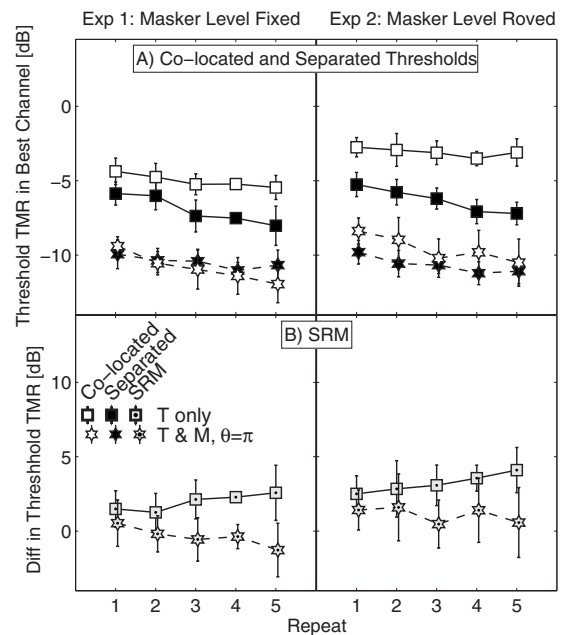 Exp 1: Masker Level Fixed
Exp 2: Masker Level Roved
A) Co-located and Separated Thresholds
Threshold TMR in Best Channel [dB]
0
−5
−10
B) SRM
Diff in Threshhold TMR [dB]
10
5
0
Co-located
Separated
SRM
T only
T & M, θ=π
1 2 3 4 5
1 2 3 4 5
Repeat